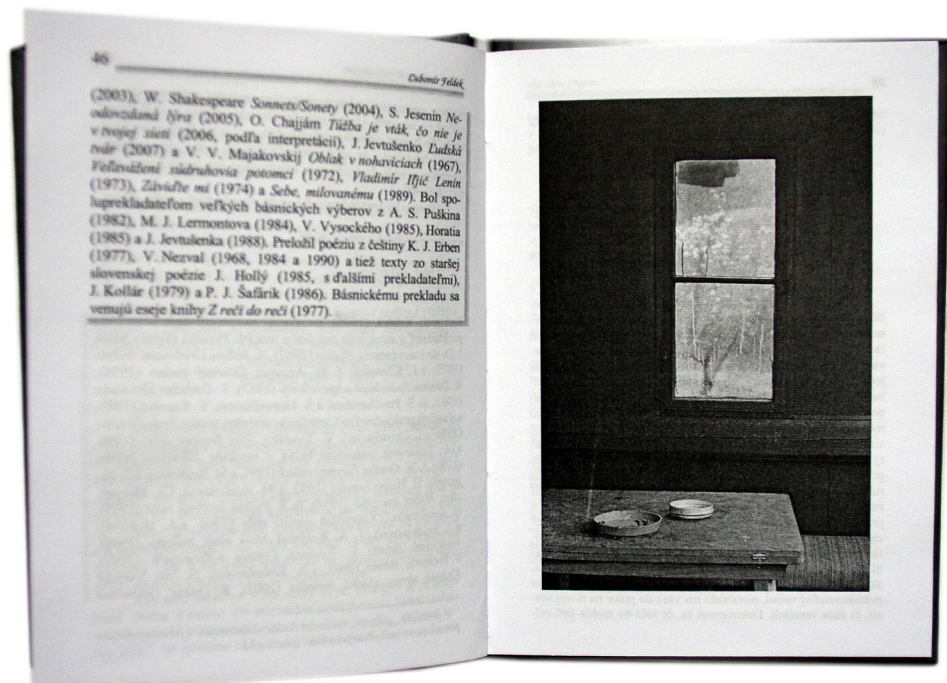 46
Ľubomír Feldek
(2003), W. Shakespeare Sonnets/Sonety (2004), S. Jesenin Ne-
odovzdaná lýra (2005), O. Chajjám Túžba je vták, čo nie je
v tvojej sieti (2006, podľa interpretácií), J. Jevtušenko Ľudská
tvár (2007) a V. V. Majakovskij Oblak v nohaviciach (1967),
Veľavážení súdruhovia potomci (1972), Vladimír Iľjič Lenin
(1973), Záviďte mi (1974) a Sebe, milovanému (1989). Bol spo-
luprekladateľom veľkých básnických výberov z A. S. Puškina
(1982), M. J. Lermontova (1984), V. Vysockého (1985), Horatia
(1985) a J. Jevtušenka (1988). Preložil poéziu z češtiny K. J. Erben
(1977), V. Nezval (1968, 1984 a 1990) a tiež texty zo staršej
slovenskej poézie J. Hollý (1985, s ďalšími prekladateľmi),
J. Kollár (1979) a P. J. Šafárik (1986). Básnickému prekladu sa
venujú eseje knihy Z reči do reči (1977).